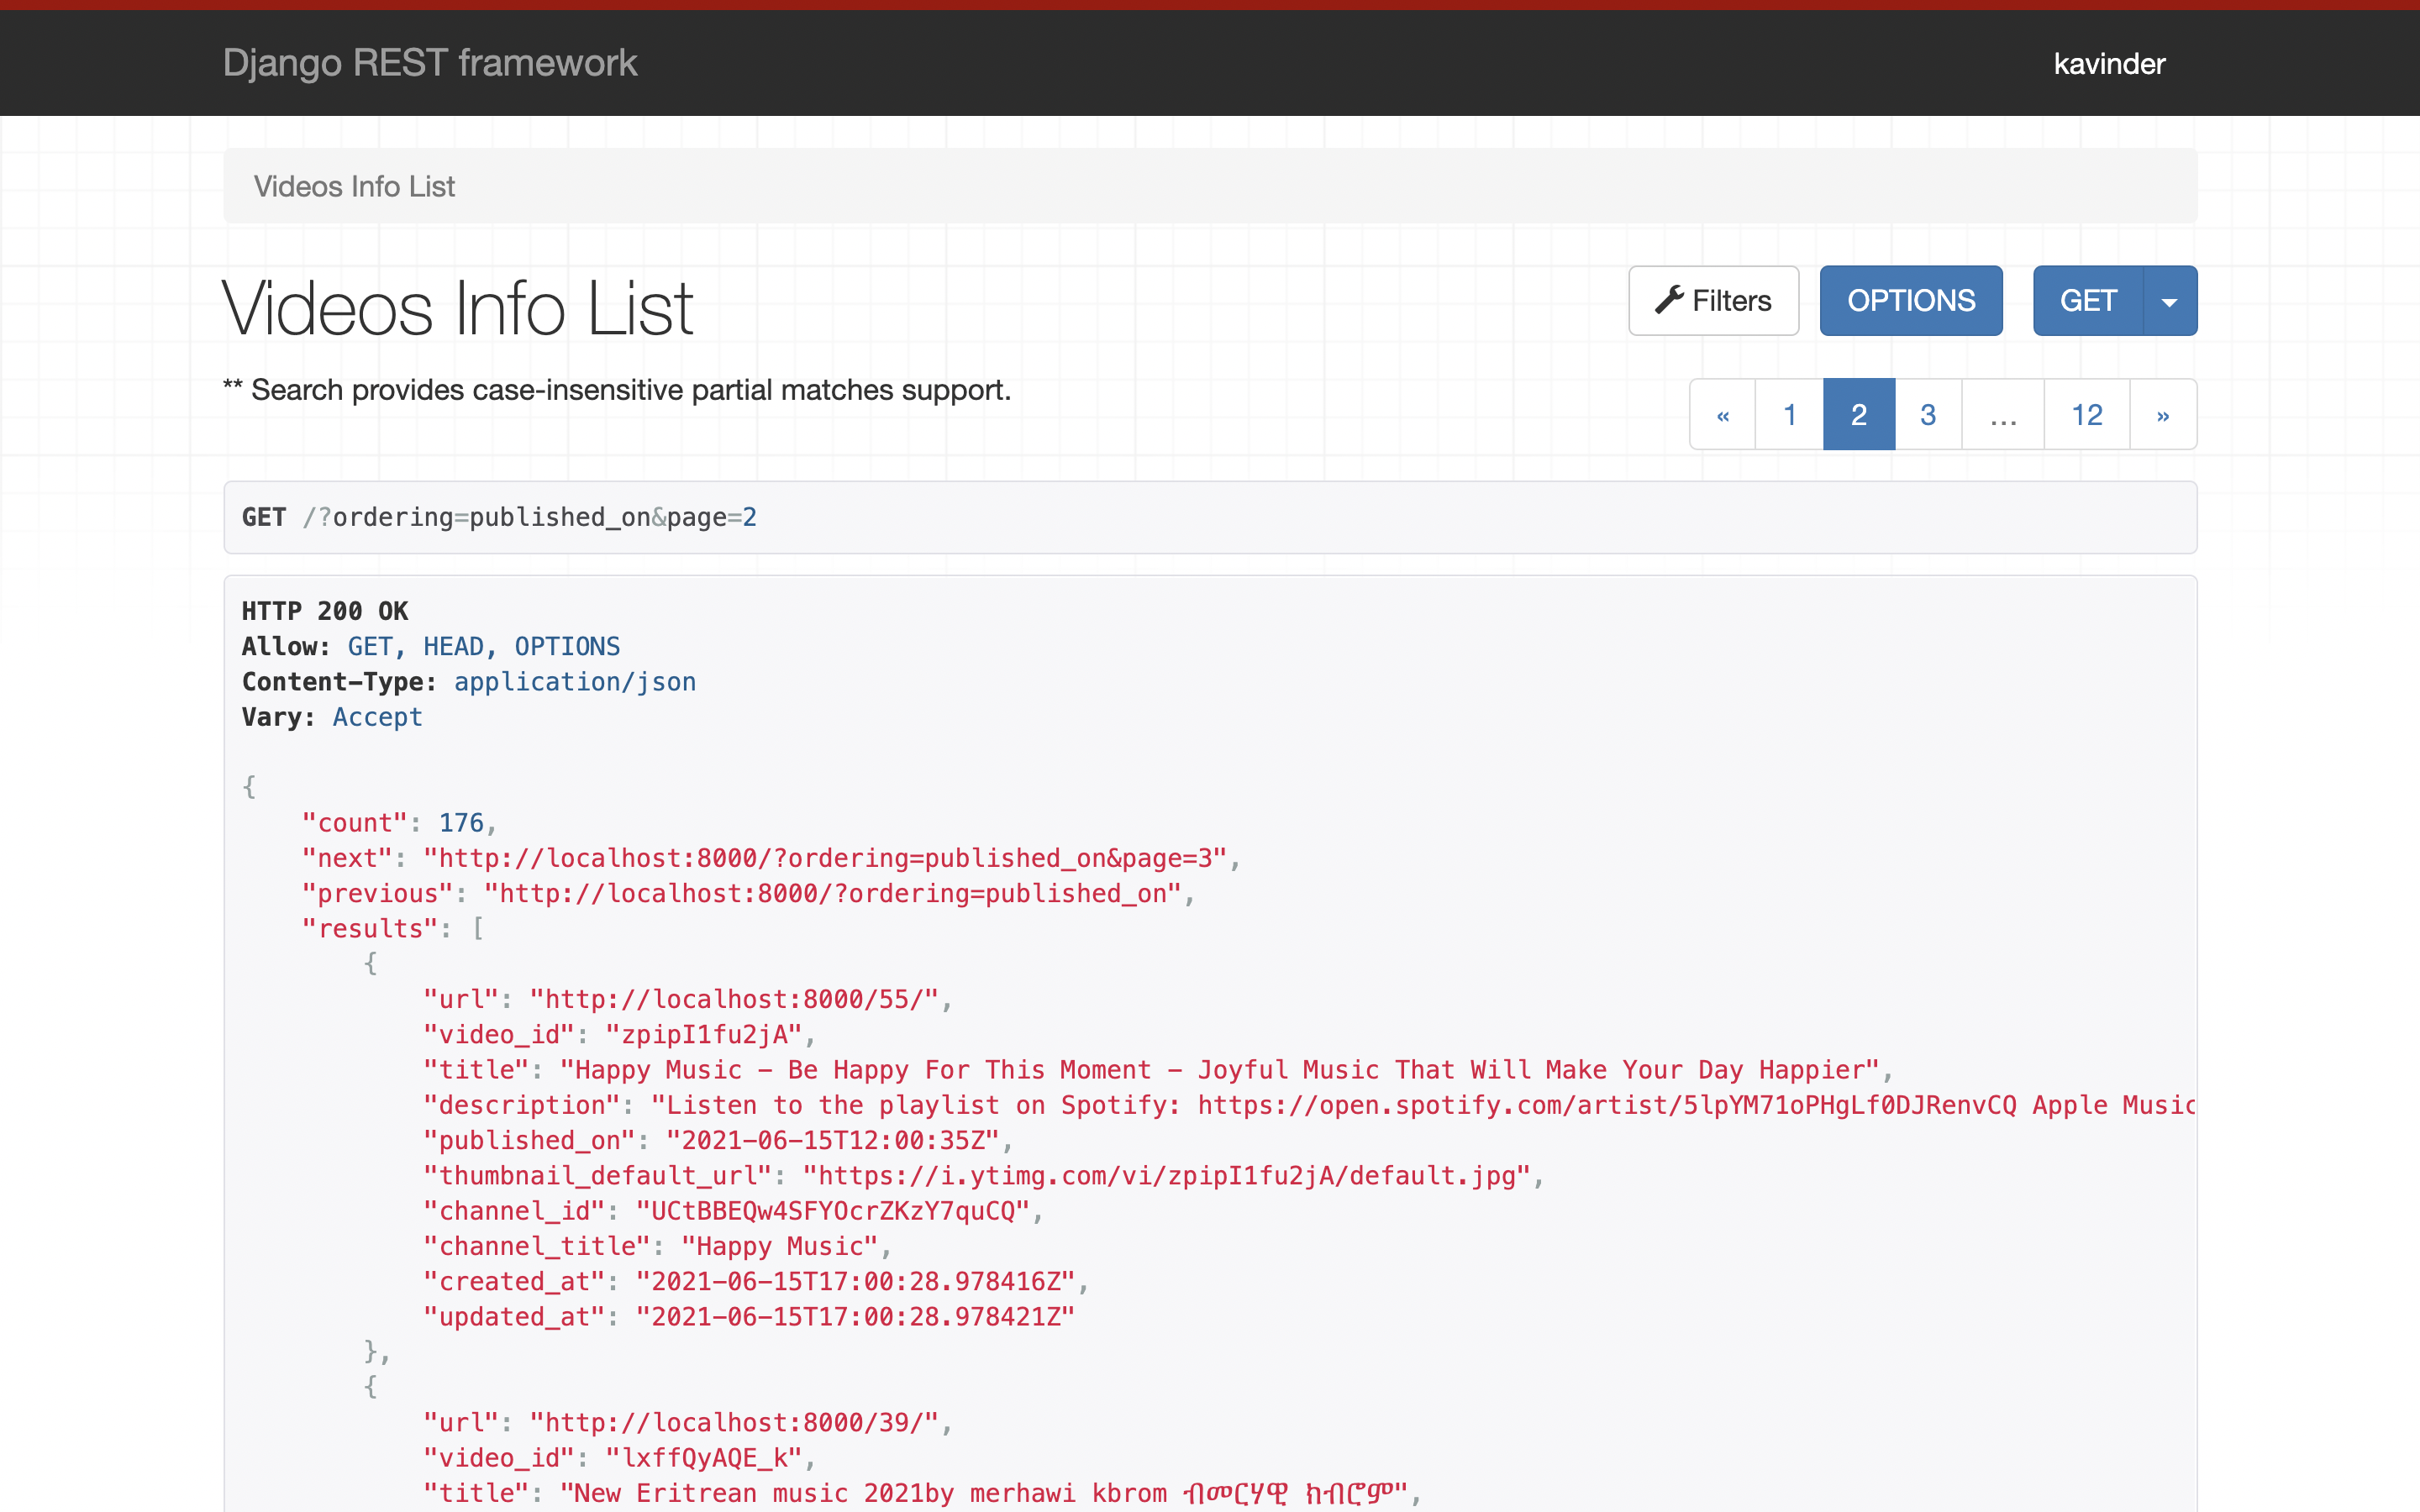 Django REST framework
kavinder
Videos Info List
Videos Info List
Filters
OPTIONS
GET
** Search provides case-insensitive partial matches support.
« 1 2 3 … 12 »
GET /?ordering=published_on&page=2
HTTP 200 OK
Allow: GET, HEAD, OPTIONS
Content-Type: application/json
Vary: Accept
{
    "count": 176,
    "next": "http://localhost:8000/?ordering=published_on&page=3",
    "previous": "http://localhost:8000/?ordering=published_on",
    "results": [
        {
            "url": "http://localhost:8000/55/",
            "video_id": "zpipI1fu2jA",
            "title": "Happy Music - Be Happy For This Moment - Joyful Music That Will Make Your Day Happier",
            "description": "Listen to the playlist on Spotify: https://open.spotify.com/artist/5lpYM71oPHgLf0DJRenvCQ Apple Music
            "published_on": "2021-06-15T12:00:35Z",
            "thumbnail_default_url": "https://i.ytimg.com/vi/zpipI1fu2jA/default.jpg",
            "channel_id": "UCtBBEQw4SFYOcrZKzY7quCQ",
            "channel_title": "Happy Music",
            "created_at": "2021-06-15T17:00:28.978416Z",
            "updated_at": "2021-06-15T17:00:28.978421Z"
        },
        {
            "url": "http://localhost:8000/39/",
            "video_id": "lxffQyAQE_k",
            "title": "New Eritrean music 2021by merhawi kbrom ብመርሃዊ ክብሮም",